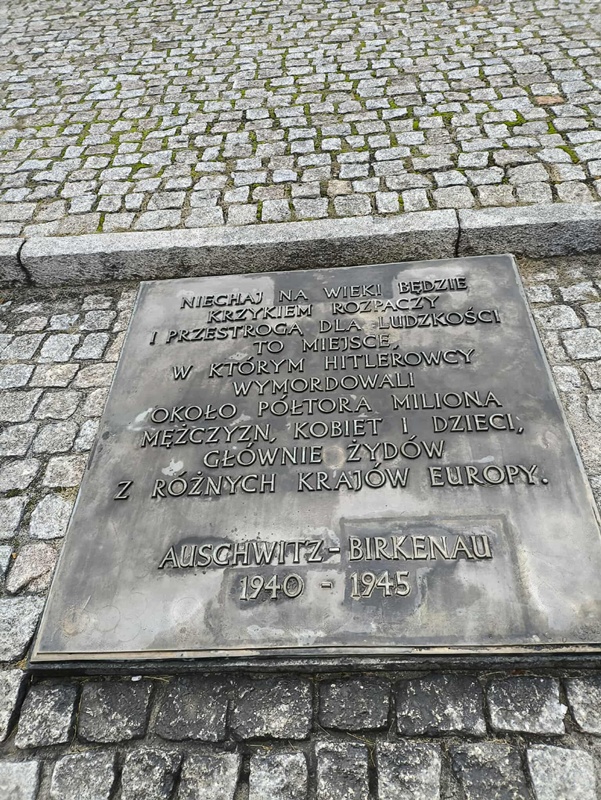 NIECHAJ NA WIEKI BĘDZIE
KRZYKIEM ROZPACZY
I PRZESTROGĄ DLA LUDZKOŚCI
TO MIEJSCE,
W KTÓRYM HITLEROWCY
WYMORDOWALI
OKOŁO PÓŁTORA MILIONA
MĘŻCZYZN, KOBIET I DZIECI,
GŁÓWNIE ŻYDÓW
Z RÓŻNYCH KRAJÓW EUROPY.
AUSCHWITZ - BIRKENAU
1940 - 1945